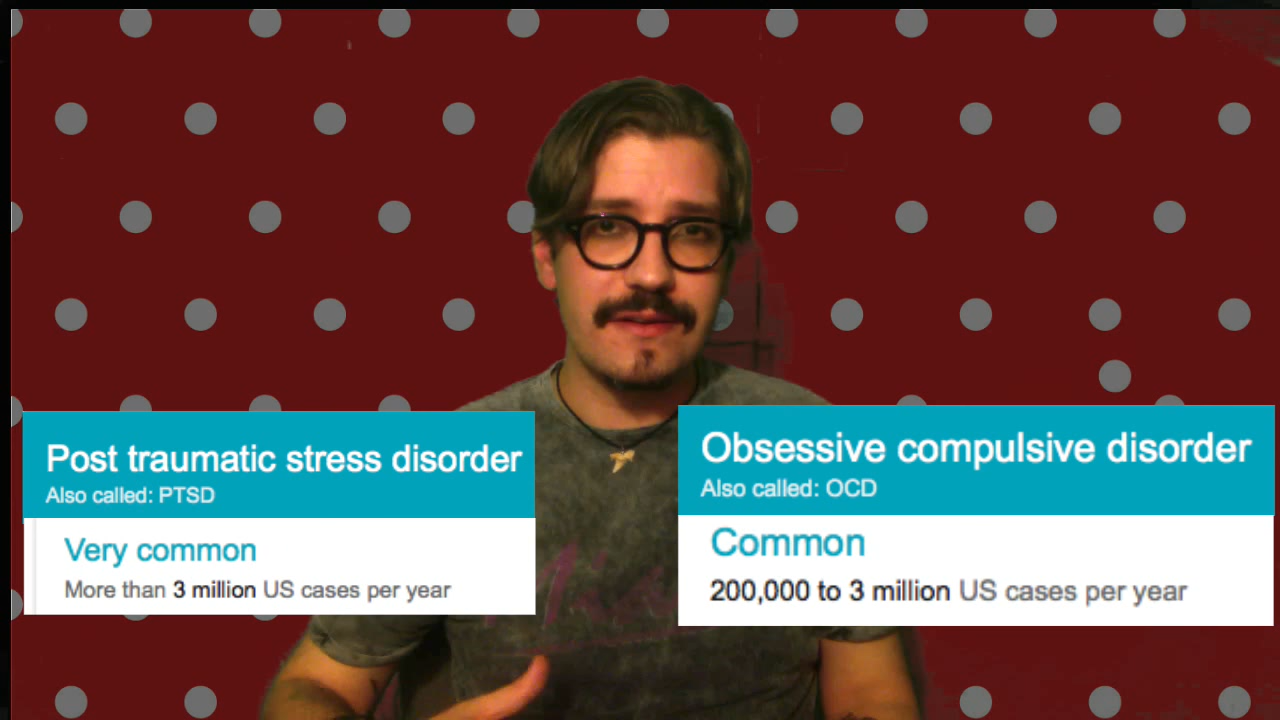 Post traumatic stress disorder
Also called: PTSD
Very common
More than 3 million US cases per year
Obsessive compulsive disorder
Also called: OCD
Common
200,000 to 3 million US cases per year